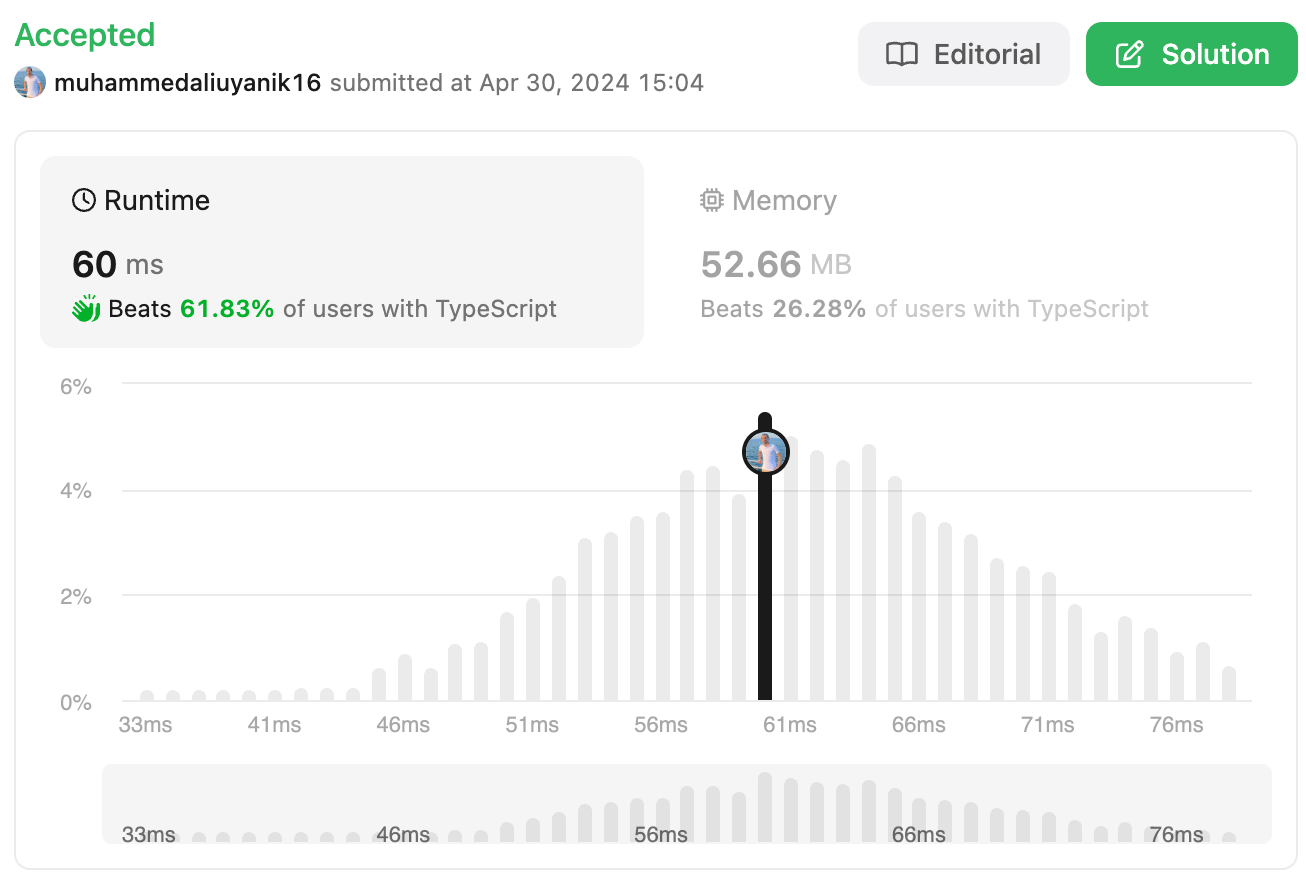 Accepted
muhammedaliuyanik16 submitted at Apr 30, 2024 15:04
Editorial
Solution
Runtime
60 ms
Beats 61.83% of users with TypeScript
Memory
52.66 MB
Beats 26.28% of users with TypeScript
6%
4%
2%
0%
33ms 41ms 46ms 51ms 56ms 61ms 66ms 71ms 76ms
33ms 46ms 56ms 66ms 76ms